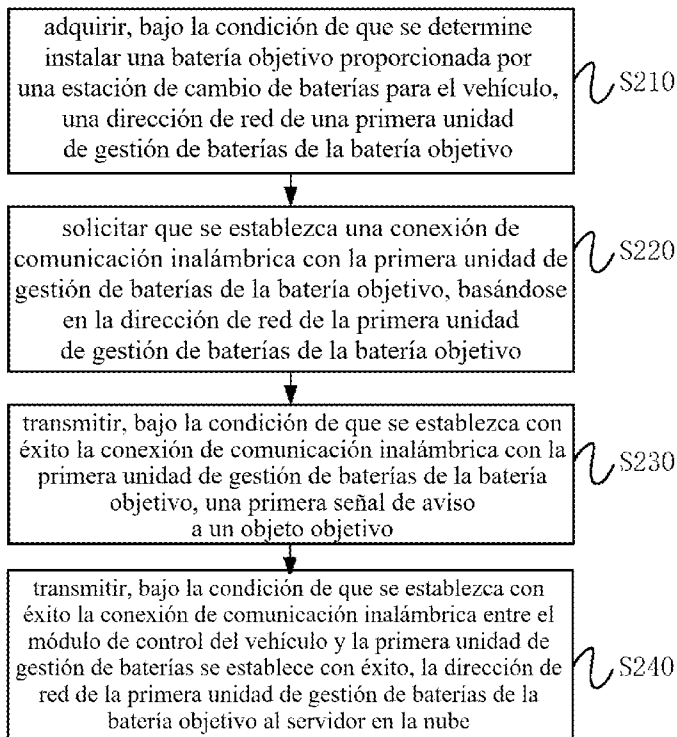 adquirir, bajo la condición de que se determine
instalar una batería objetivo proporcionada por
una estación de cambio de baterías para el vehículo,
una dirección de red de una primera unidad
de gestión de baterías de la batería objetivo
S210
solicitar que se establezca una conexión de
comunicación inalámbrica con la primera unidad de
gestión de baterías de la batería objetivo, basándose
en la dirección de red de la primera unidad
de gestión de baterías de la batería objetivo
S220
transmitir, bajo la condición de que se establezca con
éxito la conexión de comunicación inalámbrica con la
primera unidad de gestión de baterías de la batería
objetivo, una primera señal de aviso
a un objeto objetivo
S230
transmitir, bajo la condición de que se establezca con
éxito la conexión de comunicación inalámbrica entre el
módulo de control del vehículo y la primera unidad de
gestión de baterías se establece con éxito, la dirección de
red de la primera unidad de gestión de baterías de la
batería objetivo al servidor en la nube
S240